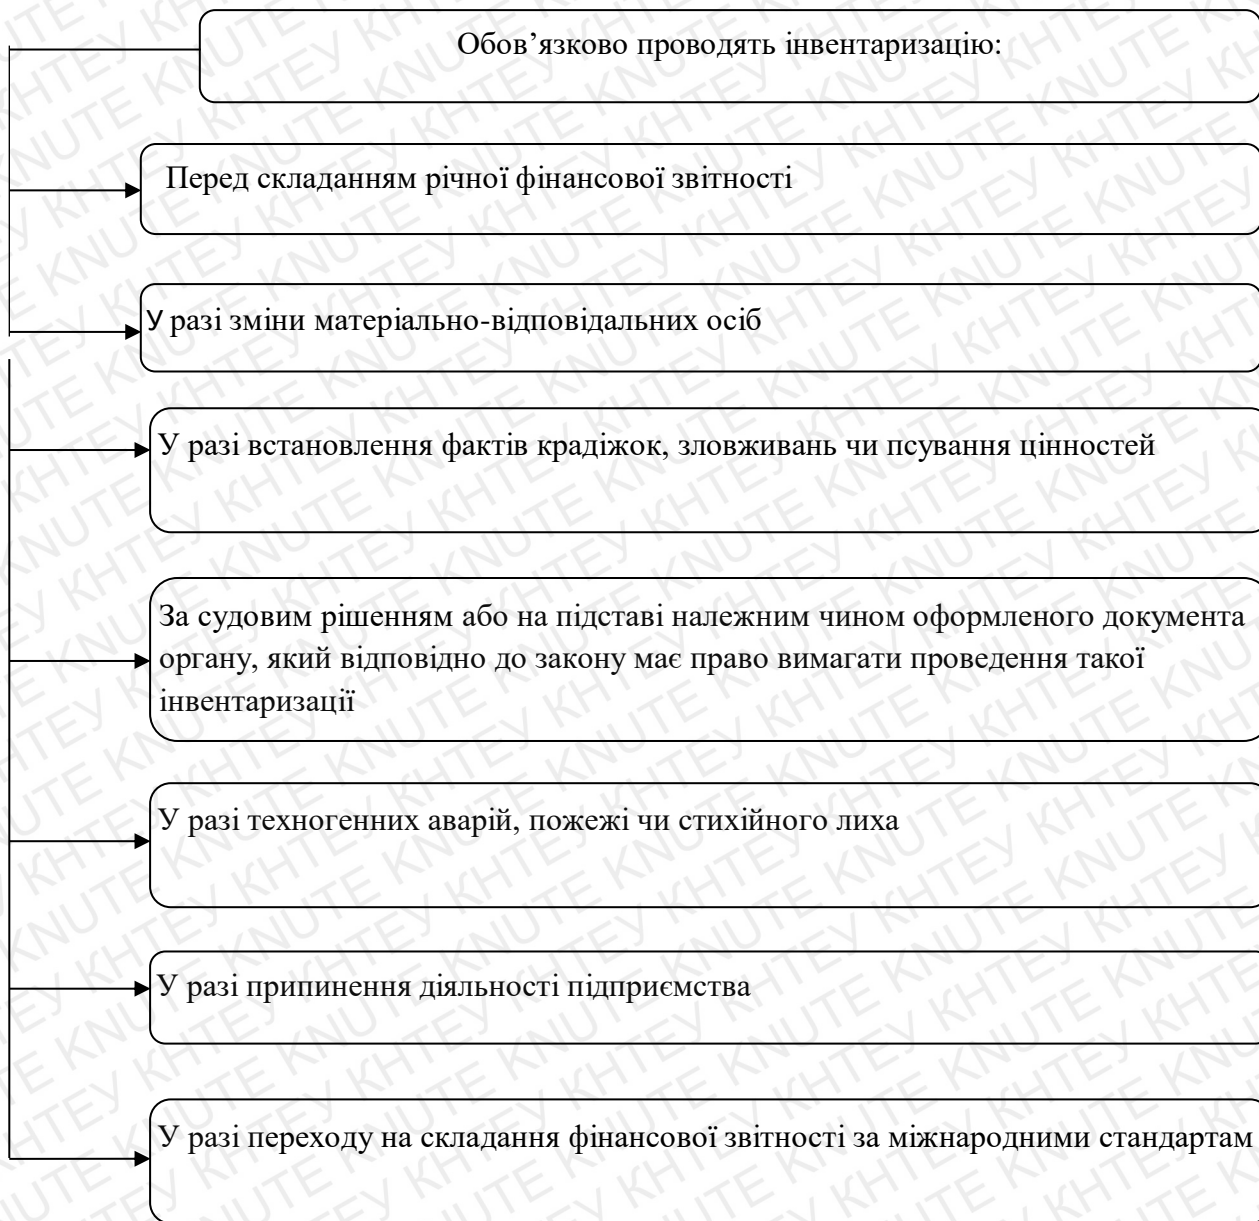 Обов’язково проводять інвентаризацію:
Перед складанням річної фінансової звітності
У разі зміни матеріально-відповідальних осіб
У разі встановлення фактів крадіжок, зловживань чи псування цінностей
За судовим рішенням або на підставі належним чином оформленого документа
органу, який відповідно до закону має право вимагати проведення такої
інвентаризації
У разі техногенних аварій, пожежі чи стихійного лиха
У разі припинення діяльності підприємства
У разі переходу на складання фінансової звітності за міжнародними стандартам